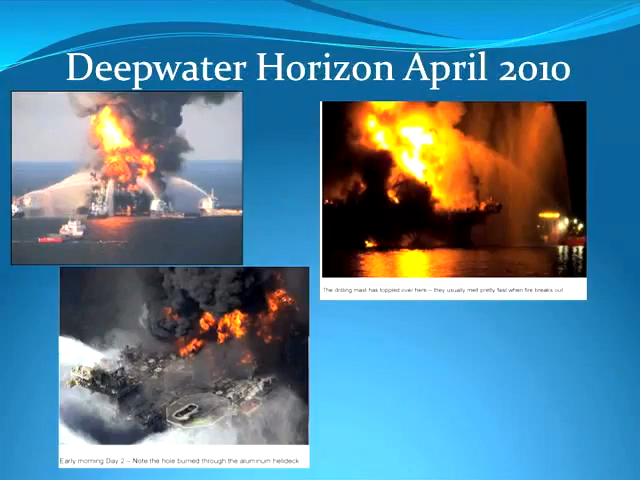 Deepwater Horizon April 2010
The drilling mast has toppled over here – they usually melt pretty fast when fire breaks out
Early morning Day 2 – Note the hole burned through the aluminum helideck